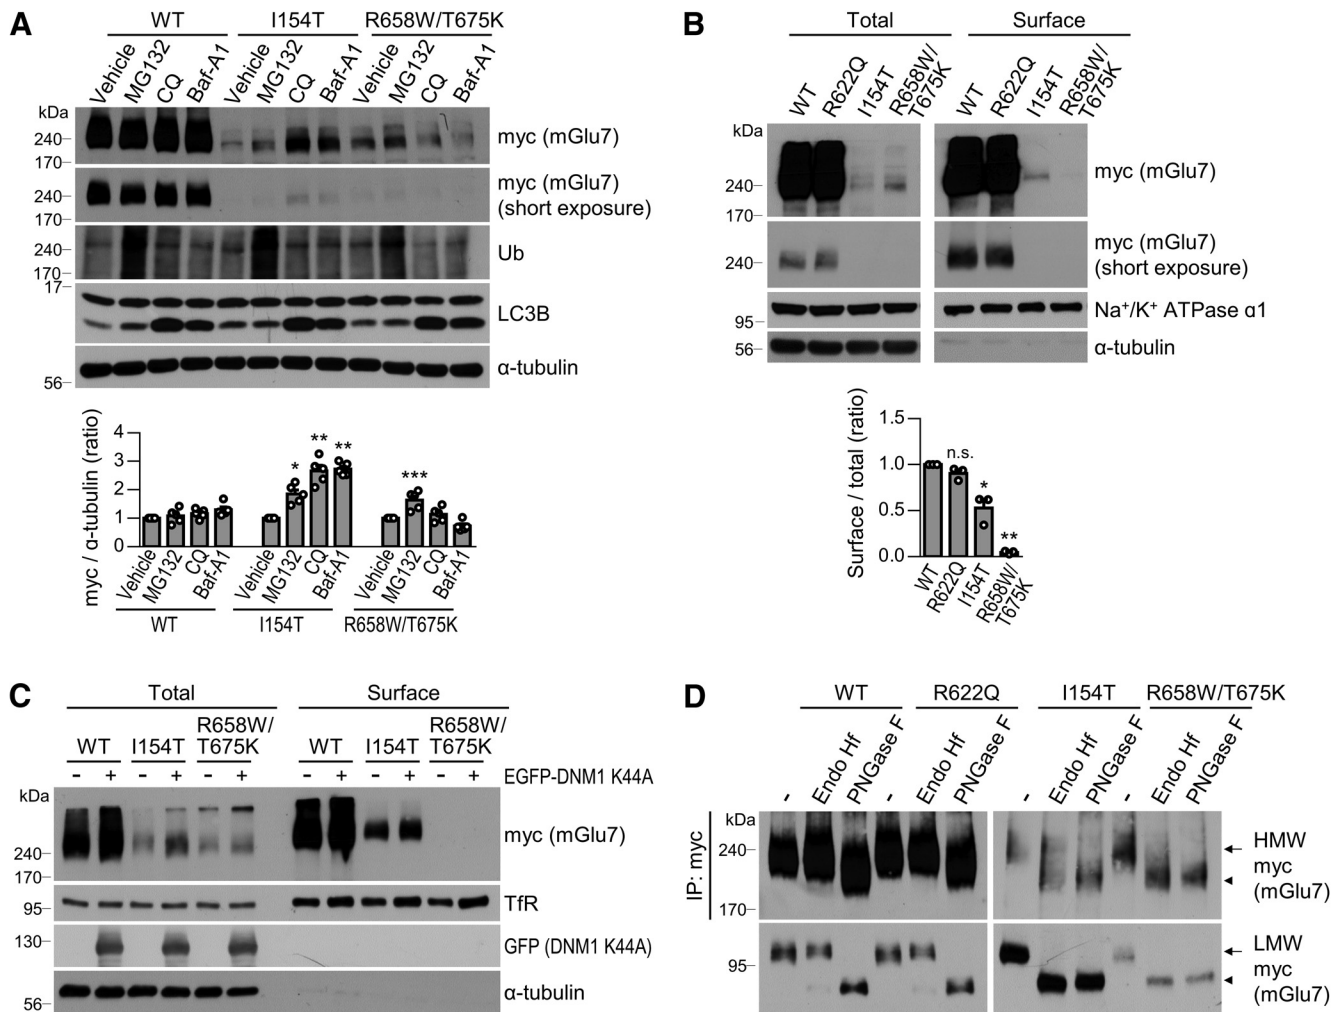 A
WT I154T R658W/T675K
Vehicle MG132 CQ Baf-A1 Vehicle MG132 CQ Baf-A1 Vehicle MG132 CQ Baf-A1
kDa
240
170
myc (mGlu7)
240
170
myc (mGlu7)
(short exposure)
240
170
Ub
17
LC3B
56
α-tubulin
myc / α-tubulin (ratio)
4
3
2
1
0
* ** ** ***
Vehicle MG132 CQ Baf-A1 Vehicle MG132 CQ Baf-A1 Vehicle MG132 CQ Baf-A1
WT I154T R658W/T675K
B
Total Surface
WT R622Q I154T R658W/T675K WT R622Q I154T R658W/T675K
kDa
240
170
myc (mGlu7)
240
myc (mGlu7)
(short exposure)
95
Na⁺/K⁺ ATPase α1
56
α-tubulin
Surface / total (ratio)
1.5
1.0
0.5
0.0
n.s. * **
WT R622Q I154T R658W/T675K
C
Total Surface
WT I154T R658W/T675K WT I154T R658W/T675K
- + - + - + - + - + - + EGFP-DNM1 K44A
kDa
240
170
myc (mGlu7)
95
TfR
130
GFP (DNM1 K44A)
56
α-tubulin
D
WT R622Q I154T R658W/T675K
- Endo Hf PNGase F - Endo Hf PNGase F - Endo Hf PNGase F - Endo Hf PNGase F
IP: myc
kDa
240
170
HMW
myc
(mGlu7)
95
LMW
myc
(mGlu7)